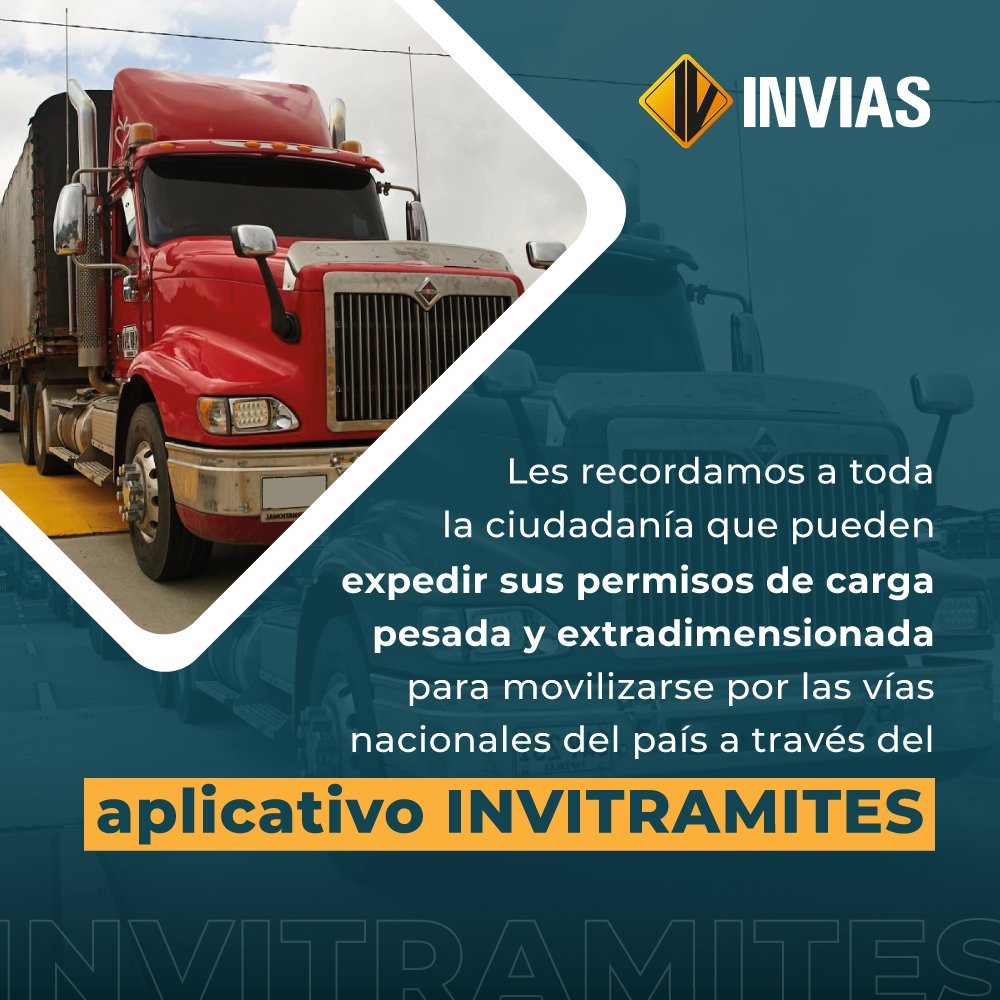 INVIAS
Les recordamos a toda
la ciudadanía que pueden
expedir sus permisos de carga
pesada y extradimensionada
para movilizarse por las vías
nacionales del país a través del
aplicativo INVITRAMITES
INVITRAMITES